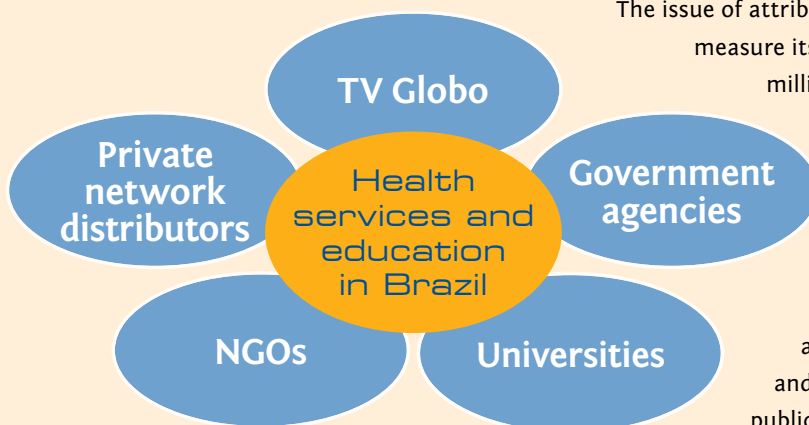 The issue of attrib
measure its
milli
TV Globo
Private
network
distributors
Health
services and
education
in Brazil
Government
agencies
NGOs
Universities
a
and
public